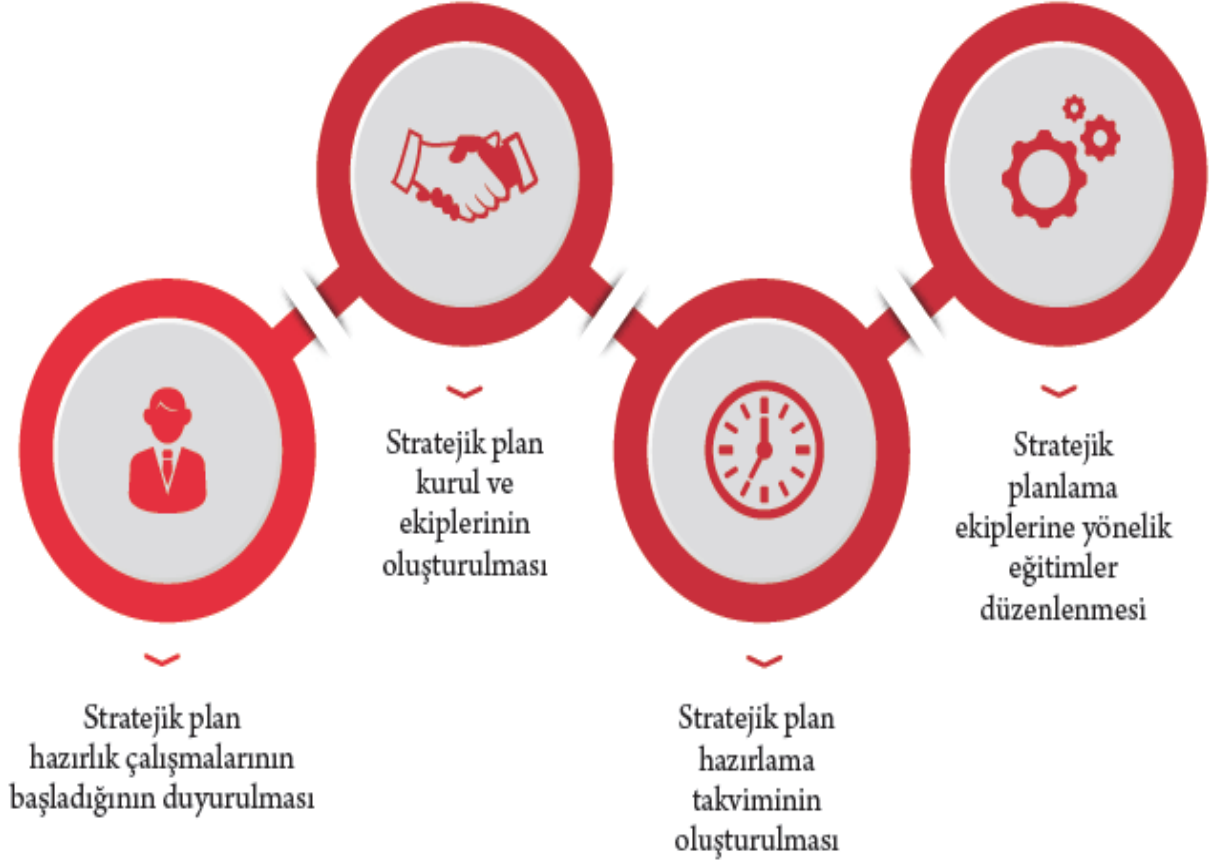 Stratejik plan
hazırlık çalışmalarının
başladığının duyurulması
Stratejik plan
kurul ve
ekiplerinin
oluşturulması
Stratejik plan
hazırlama
takviminin
oluşturulması
Stratejik
planlama
ekiplerine yönelik
eğitimler
düzenlenmesi